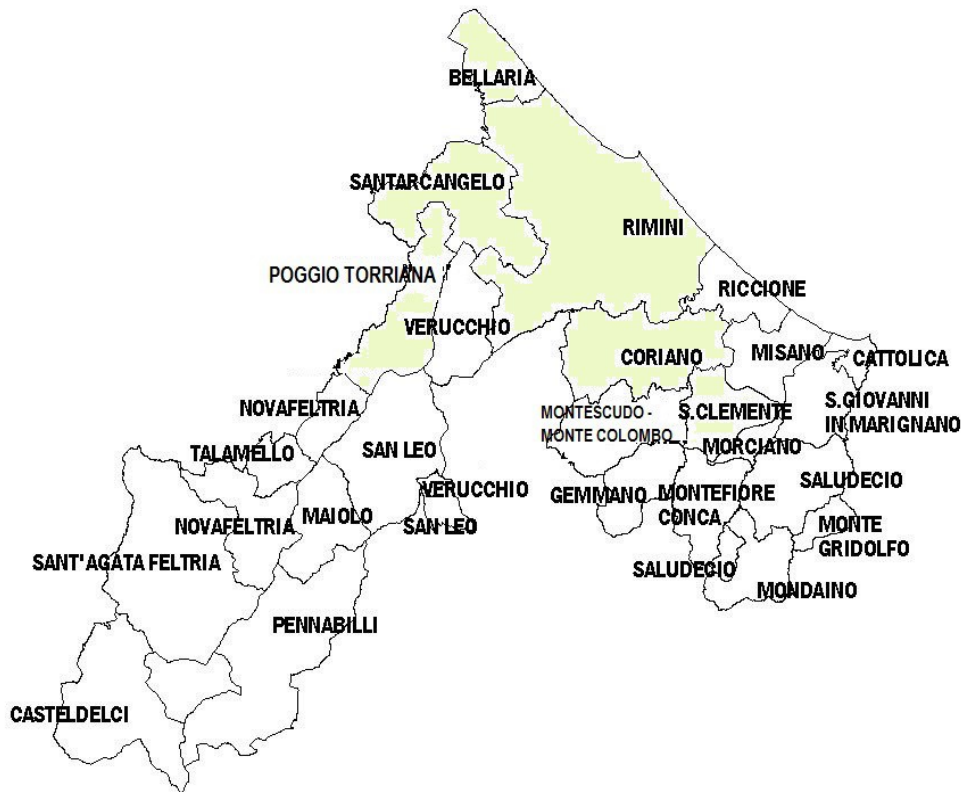 BELLARIA
SANTARCANGELO
RIMINI
POGGIO TORRIANA
RICCIONE
VERUCCHIO
CORIANO
MISANO
CATTOLICA
NOVAFELTRIA
MONTESCUDO -
MONTE COLOMBO
S.CLEMENTE
S.GIOVANNI
IN MARIGNANO
TALAMELLO
SAN LEO
MORCIANO
SALUDECIO
VERUCCHIO
GEMMANO
MONTEFIORE
CONCA
NOVAFELTRIA
MAIOLO
SAN LEO
MONTE
GRIDOLFO
SANT'AGATA FELTRIA
SALUDECIO
MONDAINO
PENNABILLI
CASTELDELCI